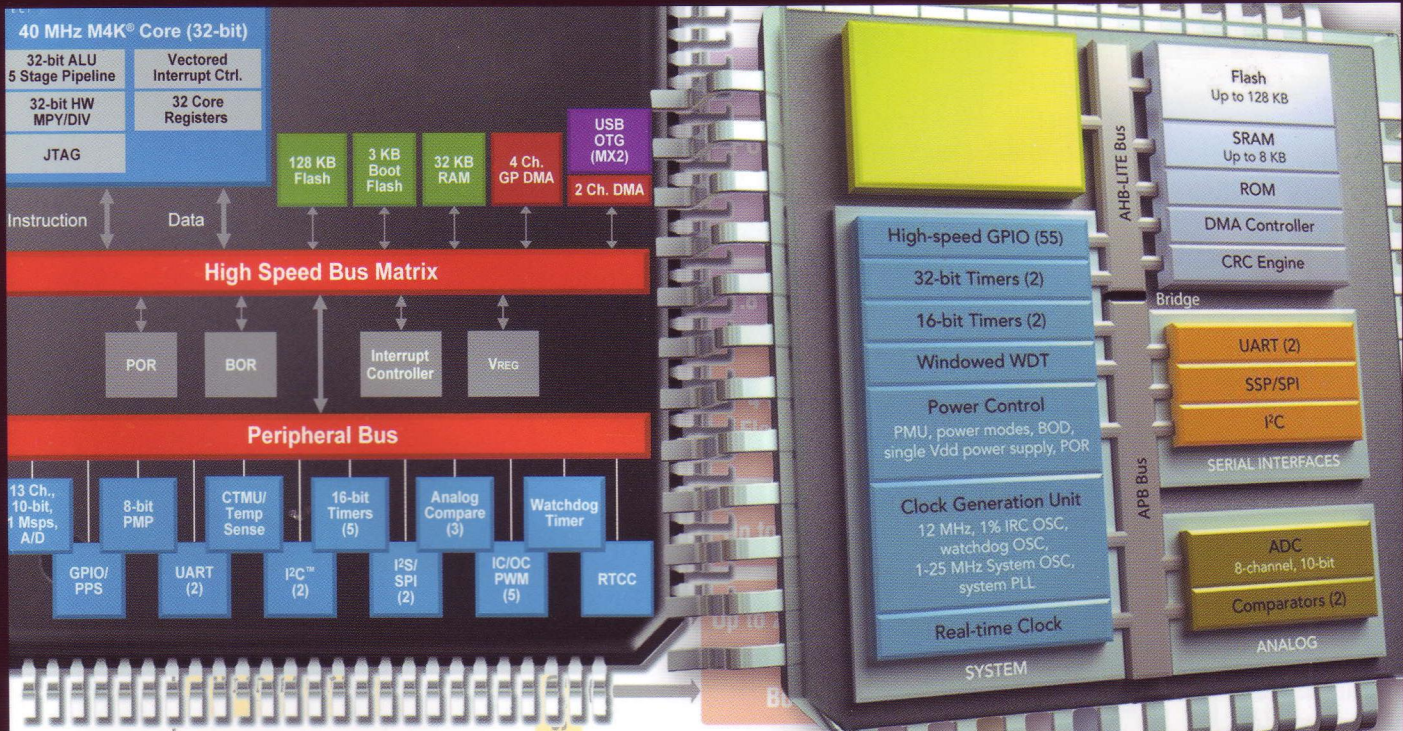 40 MHz M4K® Core (32-bit)
32-bit ALU
5 Stage Pipeline
Vectored
Interrupt Ctrl.
32-bit HW
MPY/DIV
32 Core
Registers
JTAG
128 KB
Flash
3 KB
Boot
Flash
32 KB
RAM
4 Ch.
GP DMA
USB
OTG
(MX2)
2 Ch. DMA
Instruction
Data
High Speed Bus Matrix
POR
BOR
Interrupt
Controller
VREG
Peripheral Bus
13 Ch.,
10-bit,
1 Msps,
A/D
8-bit
PMP
CTMU/
Temp
Sense
16-bit
Timers
(5)
Analog
Compare
(3)
Watchdog
Timer
GPIO/
PPS
UART
(2)
I²C™
(2)
I²S/
SPI
(2)
IC/OC
PWM
(5)
RTCC
Up to
AHB-LITE Bus
Flash
Up to 128 KB
SRAM
Up to 8 KB
ROM
DMA Controller
CRC Engine
High-speed GPIO (55)
32-bit Timers (2)
16-bit Timers (2)
Windowed WDT
Power Control
PMU, power modes, BOD,
single Vdd power supply, POR
Clock Generation Unit
12 MHz, 1% IRC OSC,
watchdog OSC,
1-25 MHz System OSC,
system PLL
Real-time Clock
SYSTEM
Bridge
APB Bus
UART (2)
SSP/SPI
I²C
SERIAL INTERFACES
ADC
8-channel, 10-bit
Comparators (2)
ANALOG